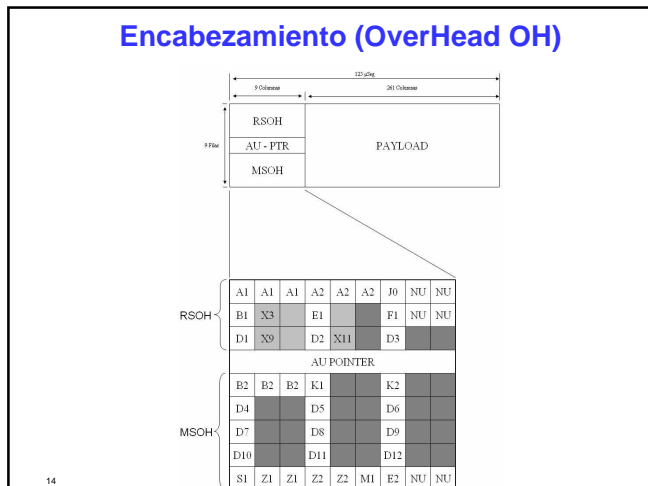 Encabezamiento (OverHead OH)
125 µSeg
9 Columnas 261 Columnas
9 Filas
RSOH
AU - PTR
MSOH
PAYLOAD
RSOH
A1 A1 A1 A2 A2 A2 J0 NU NU
B1 X3 E1 F1 NU NU
D1 X9 D2 X11 D3
AU POINTER
MSOH
B2 B2 B2 K1 K2
D4 D5 D6
D7 D8 D9
D10 D11 D12
S1 Z1 Z1 Z2 Z2 M1 E2 NU NU
14